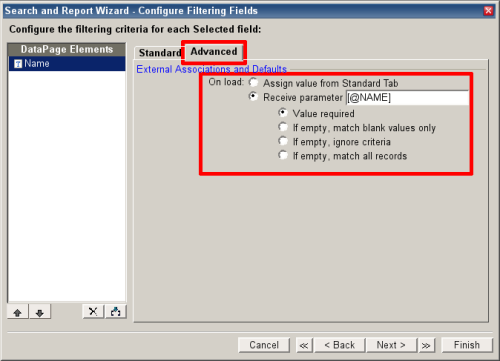 Search and Report Wizard - Configure Filtering Fields
Configure the filtering criteria for each Selected field:
DataPage Elements
Name
Standard
Advanced
External Associations and Defaults
On load:
Assign value from Standard Tab
Receive parameter [@NAME]
Value required
If empty, match blank values only
If empty, ignore criteria
If empty, match all records
Cancel
<< < Back Next > >> Finish